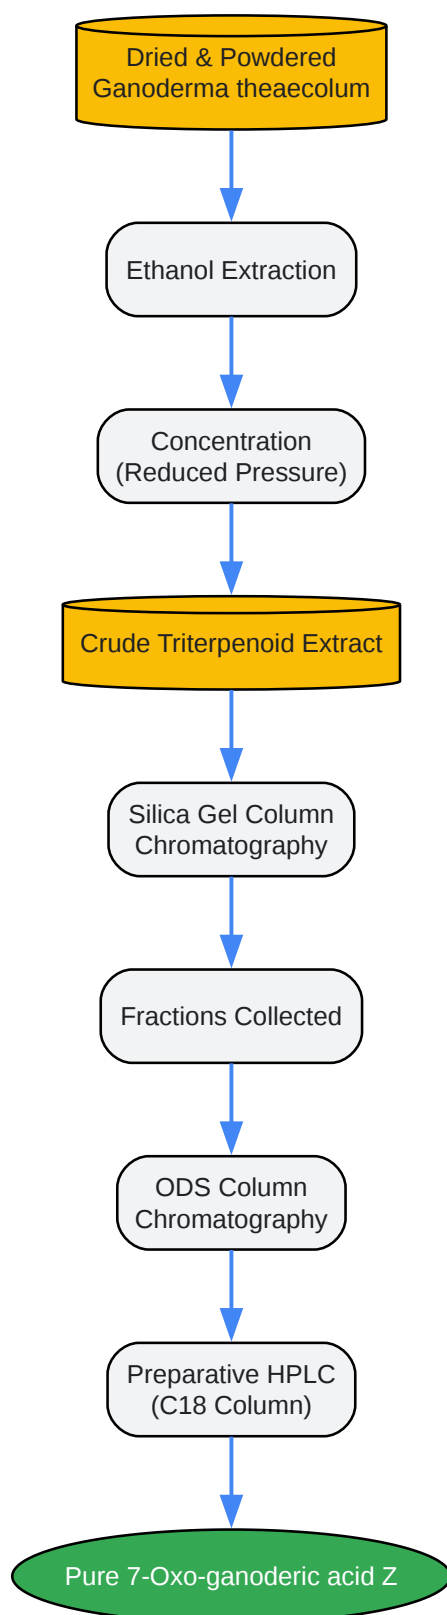 Dried & Powdered
Ganoderma theaecolum
Ethanol Extraction
Concentration
(Reduced Pressure)
Crude Triterpenoid Extract
Silica Gel Column
Chromatography
Fractions Collected
ODS Column
Chromatography
Preparative HPLC
(C18 Column)
Pure 7-Oxo-ganoderic acid Z